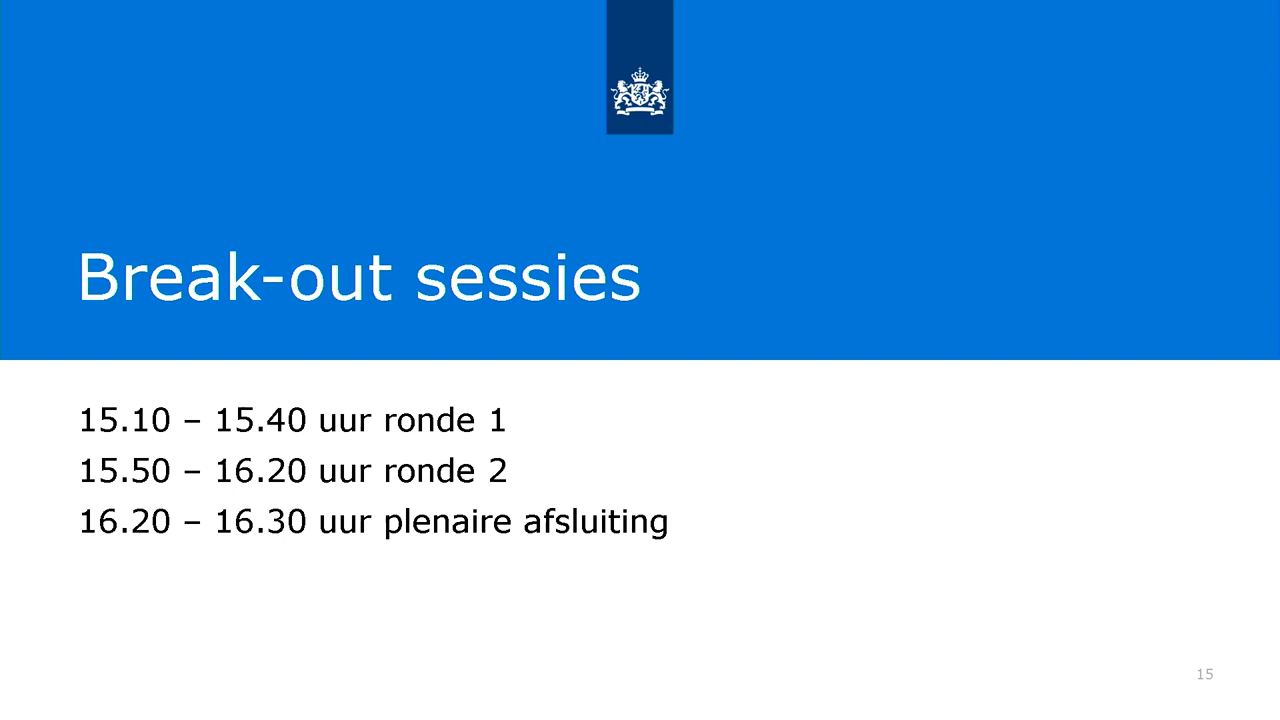 Break-out sessies
15.10 – 15.40 uur ronde 1
15.50 – 16.20 uur ronde 2
16.20 – 16.30 uur plenaire afsluiting
15